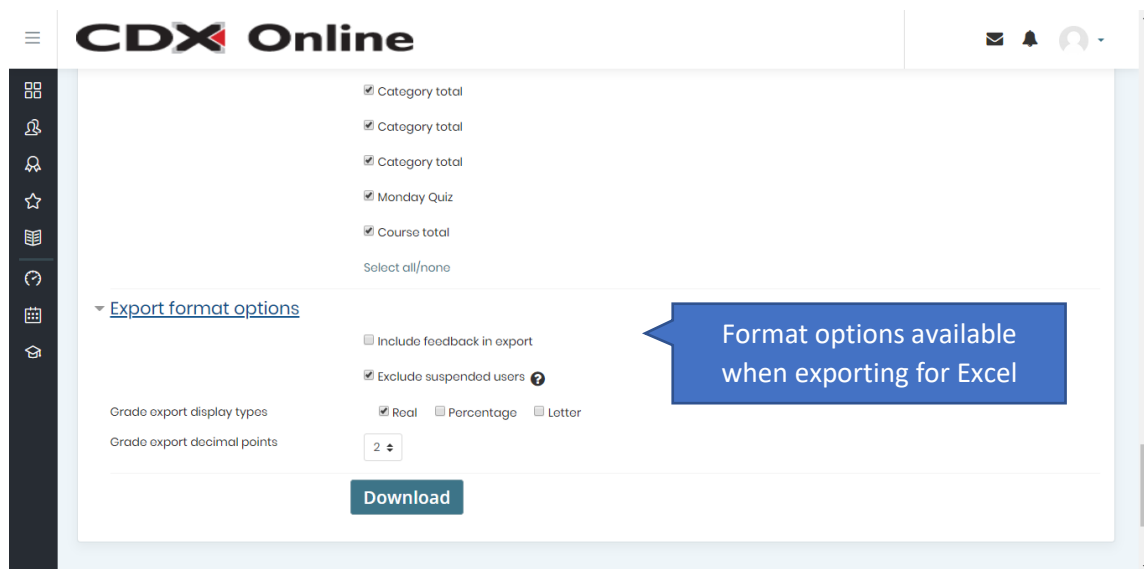 CDX Online
Category total
Category total
Category total
Monday Quiz
Course total
Select all/none
Export format options
Include feedback in export
Format options available
when exporting for Excel
Exclude suspended users
Grade export display types Real Percentage Letter
Grade export decimal points 2
Download